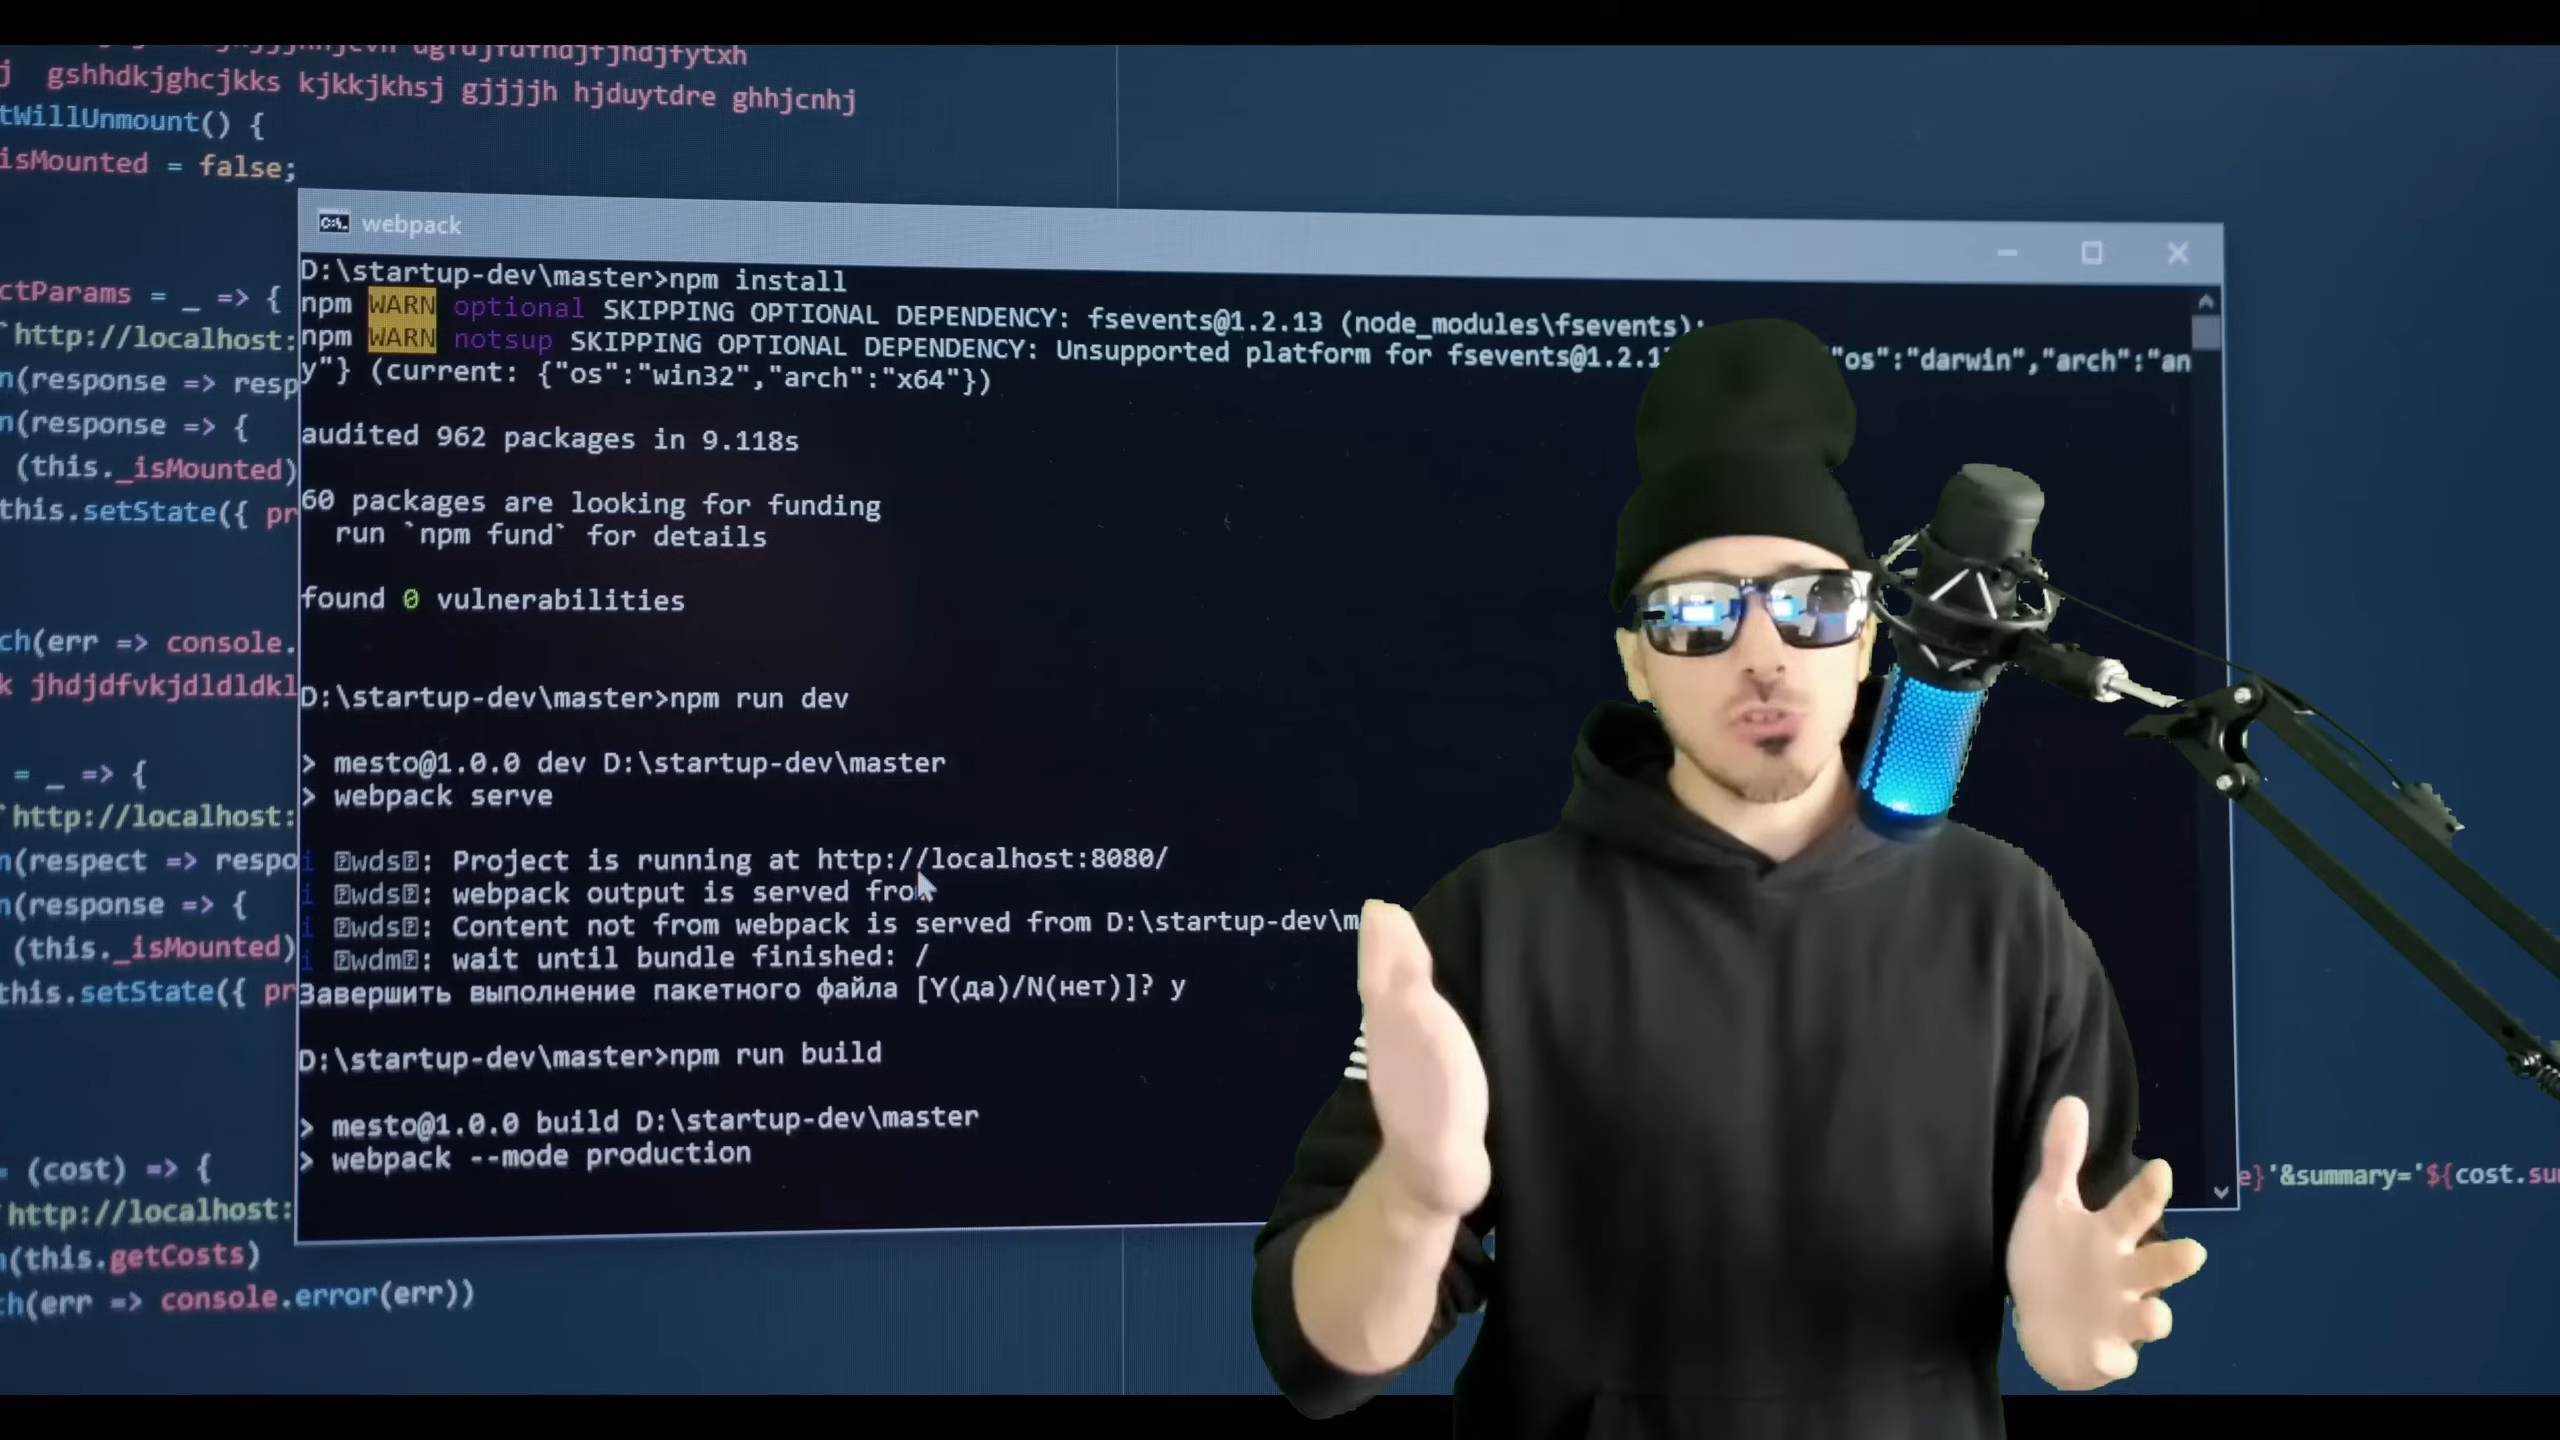 gshhdkjghcjkks kjkkjkhsj gjjjjh hjduytdre ghhjcnhj
tWillUnmount() {
isMounted = false;
webpack
D:\startup-dev\master>npm install
npm WARN optional SKIPPING OPTIONAL DEPENDENCY: fsevents@1.2.13 (node_modules\fsevents):
npm WARN notsup SKIPPING OPTIONAL DEPENDENCY: Unsupported platform for fsevents@1.2.1 "os":"darwin","arch":"an
y"} (current: {"os":"win32","arch":"x64"})
audited 962 packages in 9.118s
60 packages are looking for funding
run `npm fund` for details
found 0 vulnerabilities
D:\startup-dev\master>npm run dev
> mesto@1.0.0 dev D:\startup-dev\master
> webpack serve
i wds: Project is running at http://localhost:8080/
i wds: webpack output is served from
i wds: Content not from webpack is served from D:\startup-dev\m
i wdm: wait until bundle finished: /
Завершить выполнение пакетного файла [Y(да)/N(нет)]? y
D:\startup-dev\master>npm run build
> mesto@1.0.0 build D:\startup-dev\master
> webpack --mode production
ctParams = _ => {
`http://localhost:
n(response => resp
n(response => {
(this._isMounted)
this.setState({ pr
ch(err => console.
k jhdjdfvkjdldldkl
= _ => {
`http://localhost:
n(respect => respo
n(response => {
(this._isMounted)
this.setState({ pr
= (cost) => {
`http://localhost:
e}'&summary='${cost.su
n(this.getCosts)
ch(err => console.error(err))